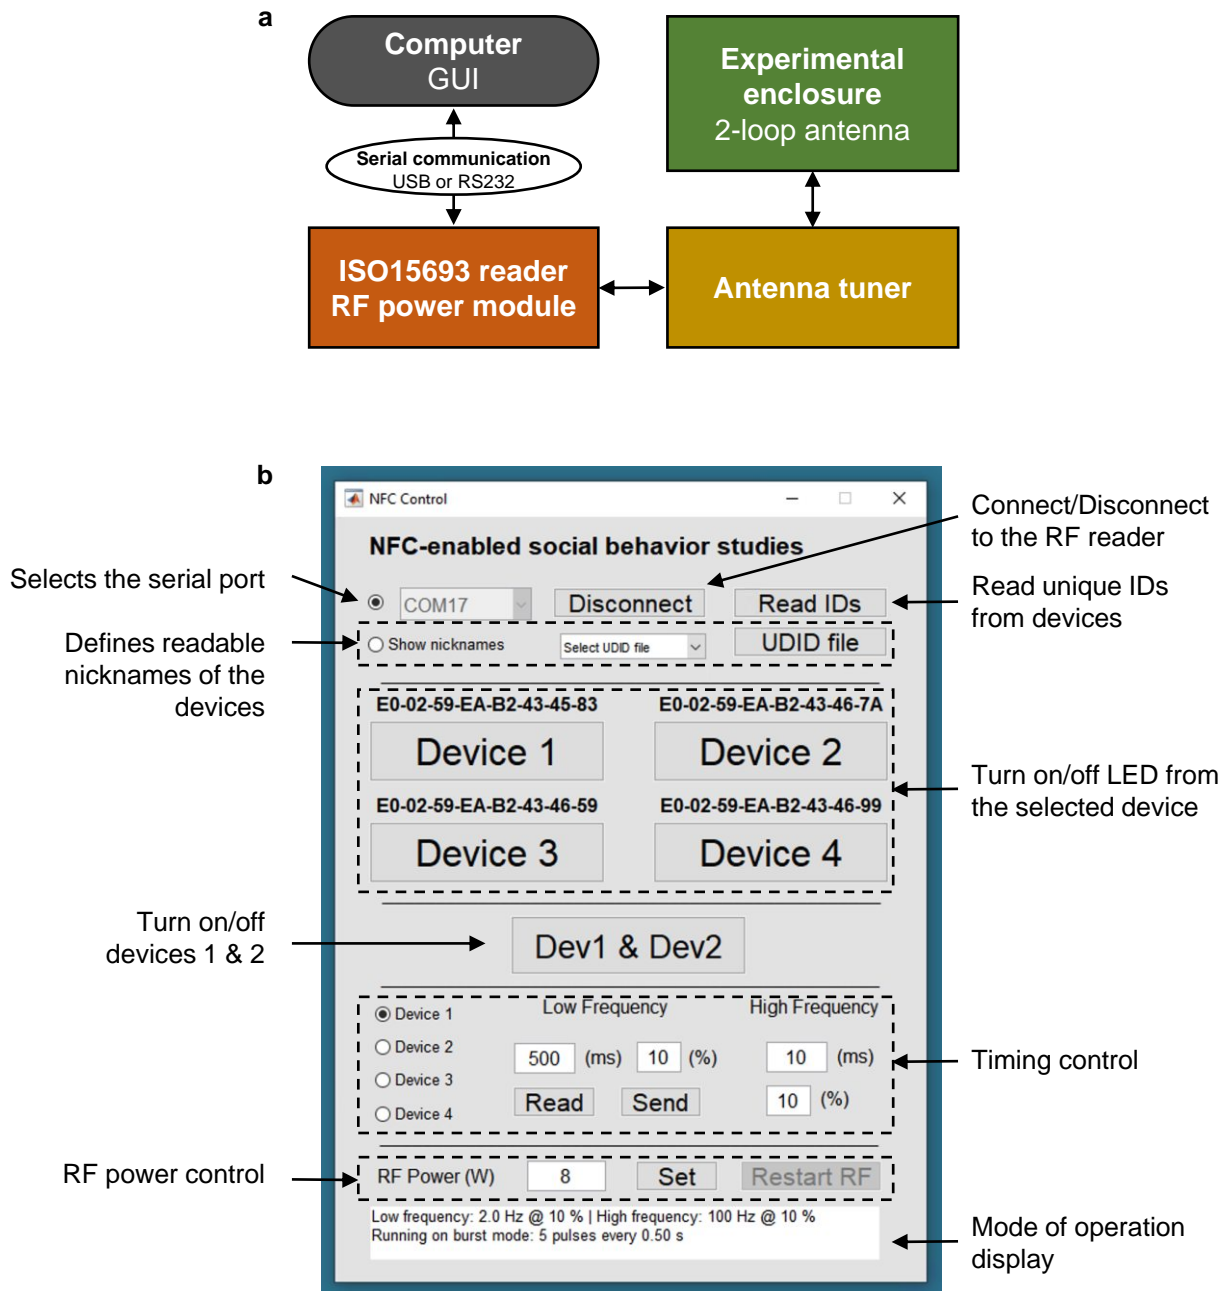 a
Computer
GUI
Experimental
enclosure
2-loop antenna
Serial communication
USB or RS232
ISO15693 reader
RF power module
Antenna tuner
b
NFC Control
NFC-enabled social behavior studies
Connect/Disconnect
to the RF reader
Selects the serial port
COM17
Disconnect
Read IDs
Read unique IDs
from devices
Defines readable
nicknames of the
devices
Show nicknames
Select UDID file
UDID file
E0-02-59-EA-B2-43-45-83
E0-02-59-EA-B2-43-46-7A
Device 1
Device 2
Turn on/off LED from
the selected device
E0-02-59-EA-B2-43-46-59
E0-02-59-EA-B2-43-46-99
Device 3
Device 4
Turn on/off
devices 1 & 2
Dev1 & Dev2
Device 1
Device 2
Device 3
Device 4
Low Frequency
500 (ms) 10 (%)
Read Send
High Frequency
10 (ms)
10 (%)
Timing control
RF power control
RF Power (W) 8 Set Restart RF
Low frequency: 2.0 Hz @ 10 % | High frequency: 100 Hz @ 10 %
Running on burst mode: 5 pulses every 0.50 s
Mode of operation
display